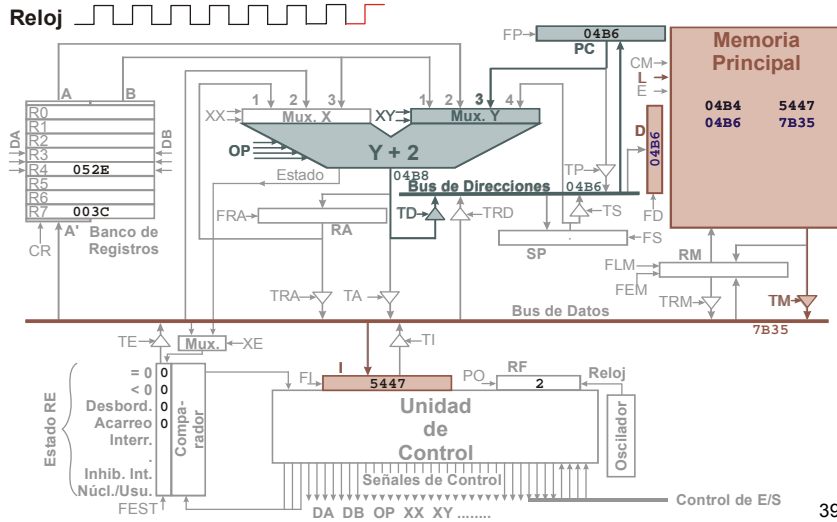 Reloj
FP
04B6
PC
Memoria
Principal
CM
L
E
04B4 5447
04B6 7B35
A B
1 2 3 1 2 3 4
XX
Mux. X
XY
Mux. Y
R0
R1
R2
R3
R4 052E
R5
R6
R7 003C
DA
DB
OP
Y + 2
D
04B6
Estado
04B8
TP
Bus de Direcciones 04B6
FRA
RA
TD
TRD
TS
FD
A'
Banco de
Registros
CR
SP
.
FS
RM
FLM
FEM
TRA
TA
TRM
TM
Bus de Datos
7B35
TE
Mux.
XE
TI
I
RF
FI
5447
PO
2
Reloj
Estado RE
= 0 0
< 0 0
Desbord. 0
Acarreo 0
Interr.
.
Inhib. Int.
Núcl./Usu.
Compa-
rador
Unidad
de
Control
Oscilador
Señales de Control
FEST
DA DB OP XX XY ........
Control de E/S
39